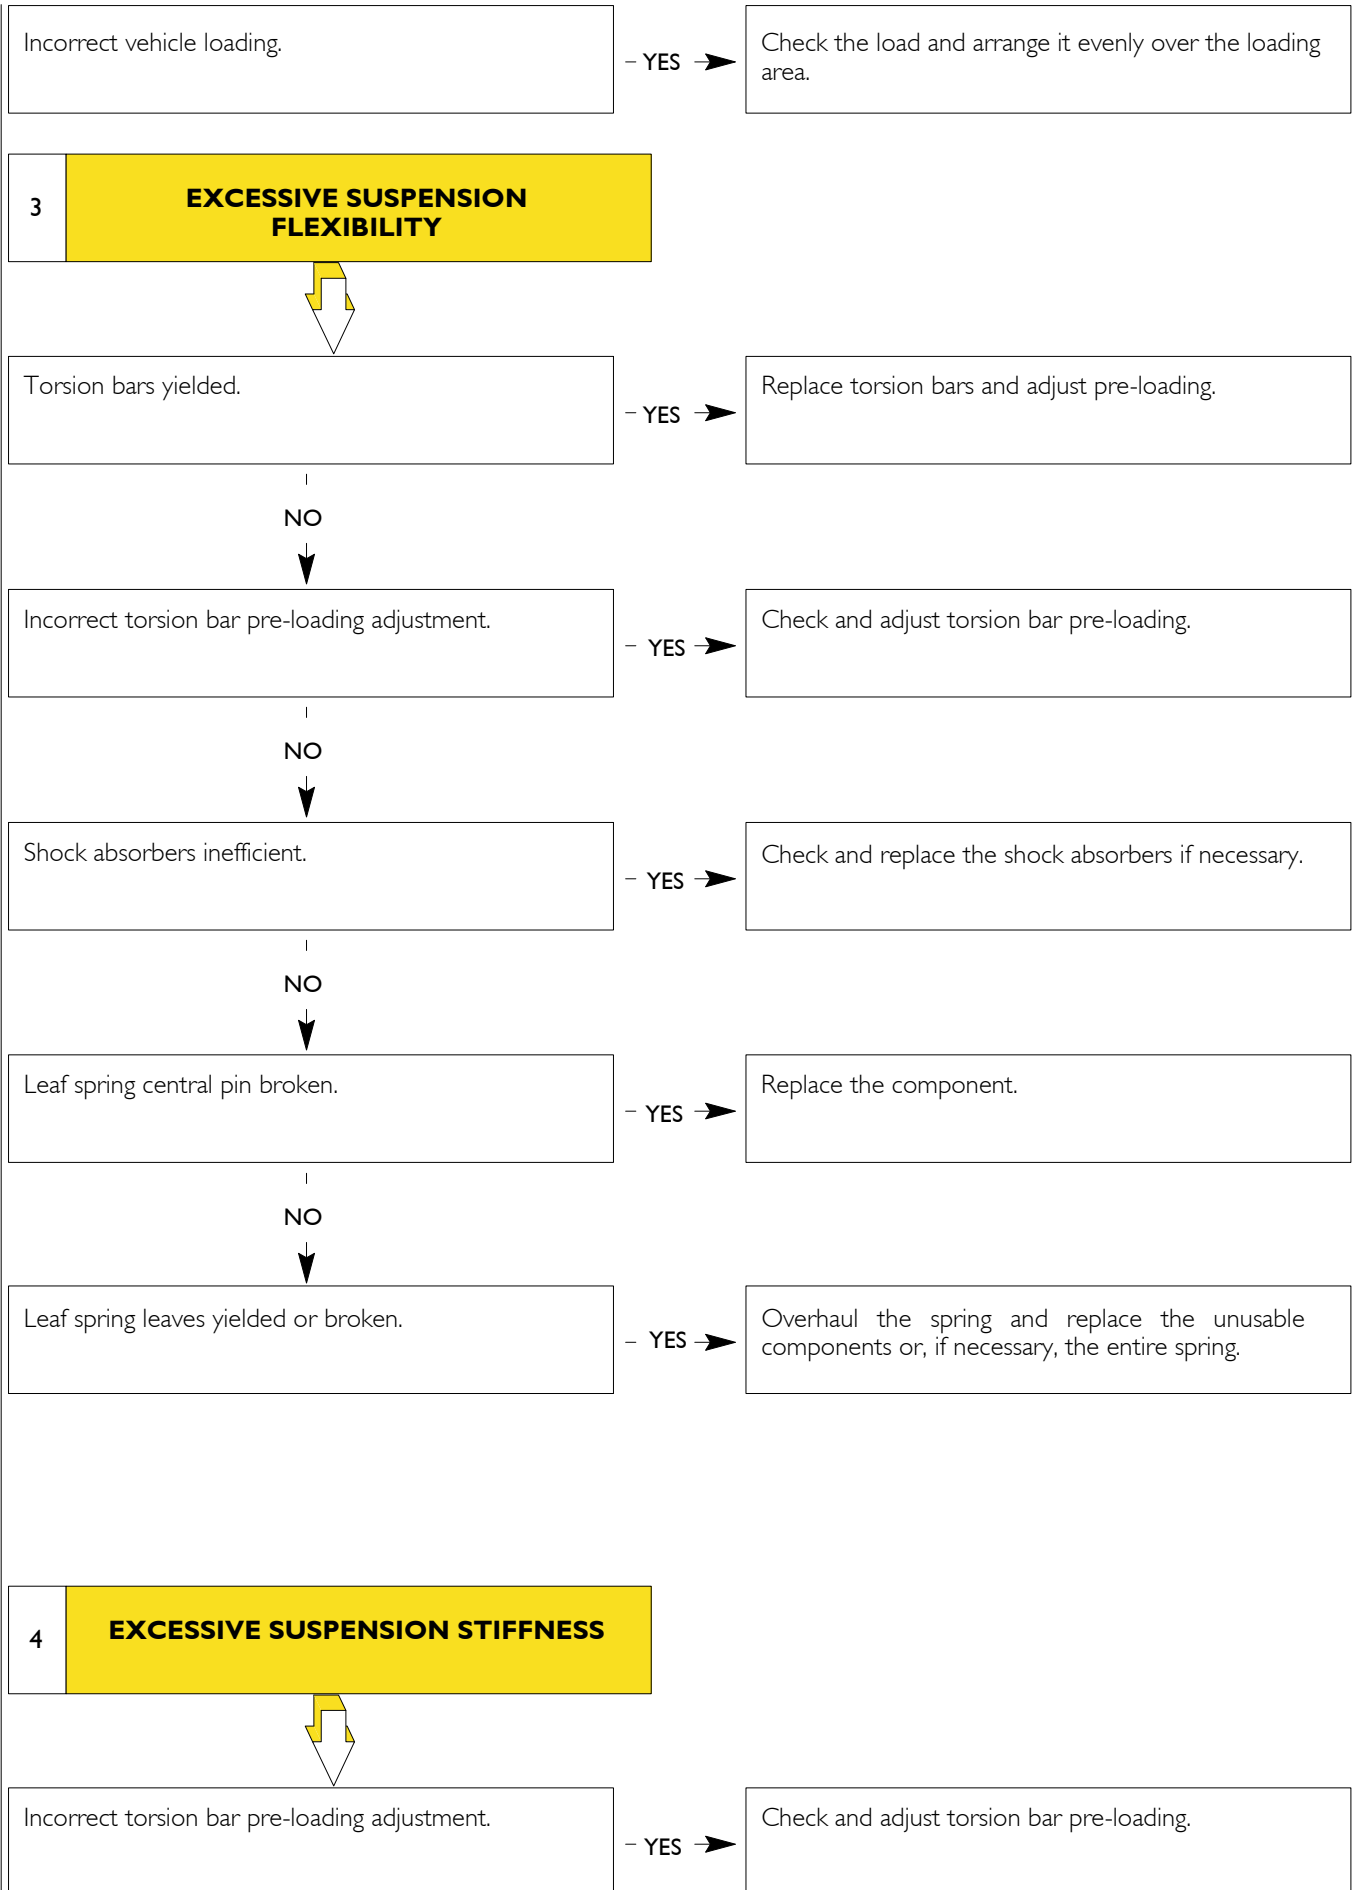 Incorrect vehicle loading.
YES
Check the load and arrange it evenly over the loading
area.
3
EXCESSIVE SUSPENSION
FLEXIBILITY
Torsion bars yielded.
YES
Replace torsion bars and adjust pre-loading.
NO
Incorrect torsion bar pre-loading adjustment.
YES
Check and adjust torsion bar pre-loading.
NO
Shock absorbers inefficient.
YES
Check and replace the shock absorbers if necessary.
NO
Leaf spring central pin broken.
YES
Replace the component.
NO
Leaf spring leaves yielded or broken.
YES
Overhaul the spring and replace the unusable
components or, if necessary, the entire spring.
4
EXCESSIVE SUSPENSION STIFFNESS
Incorrect torsion bar pre-loading adjustment.
YES
Check and adjust torsion bar pre-loading.